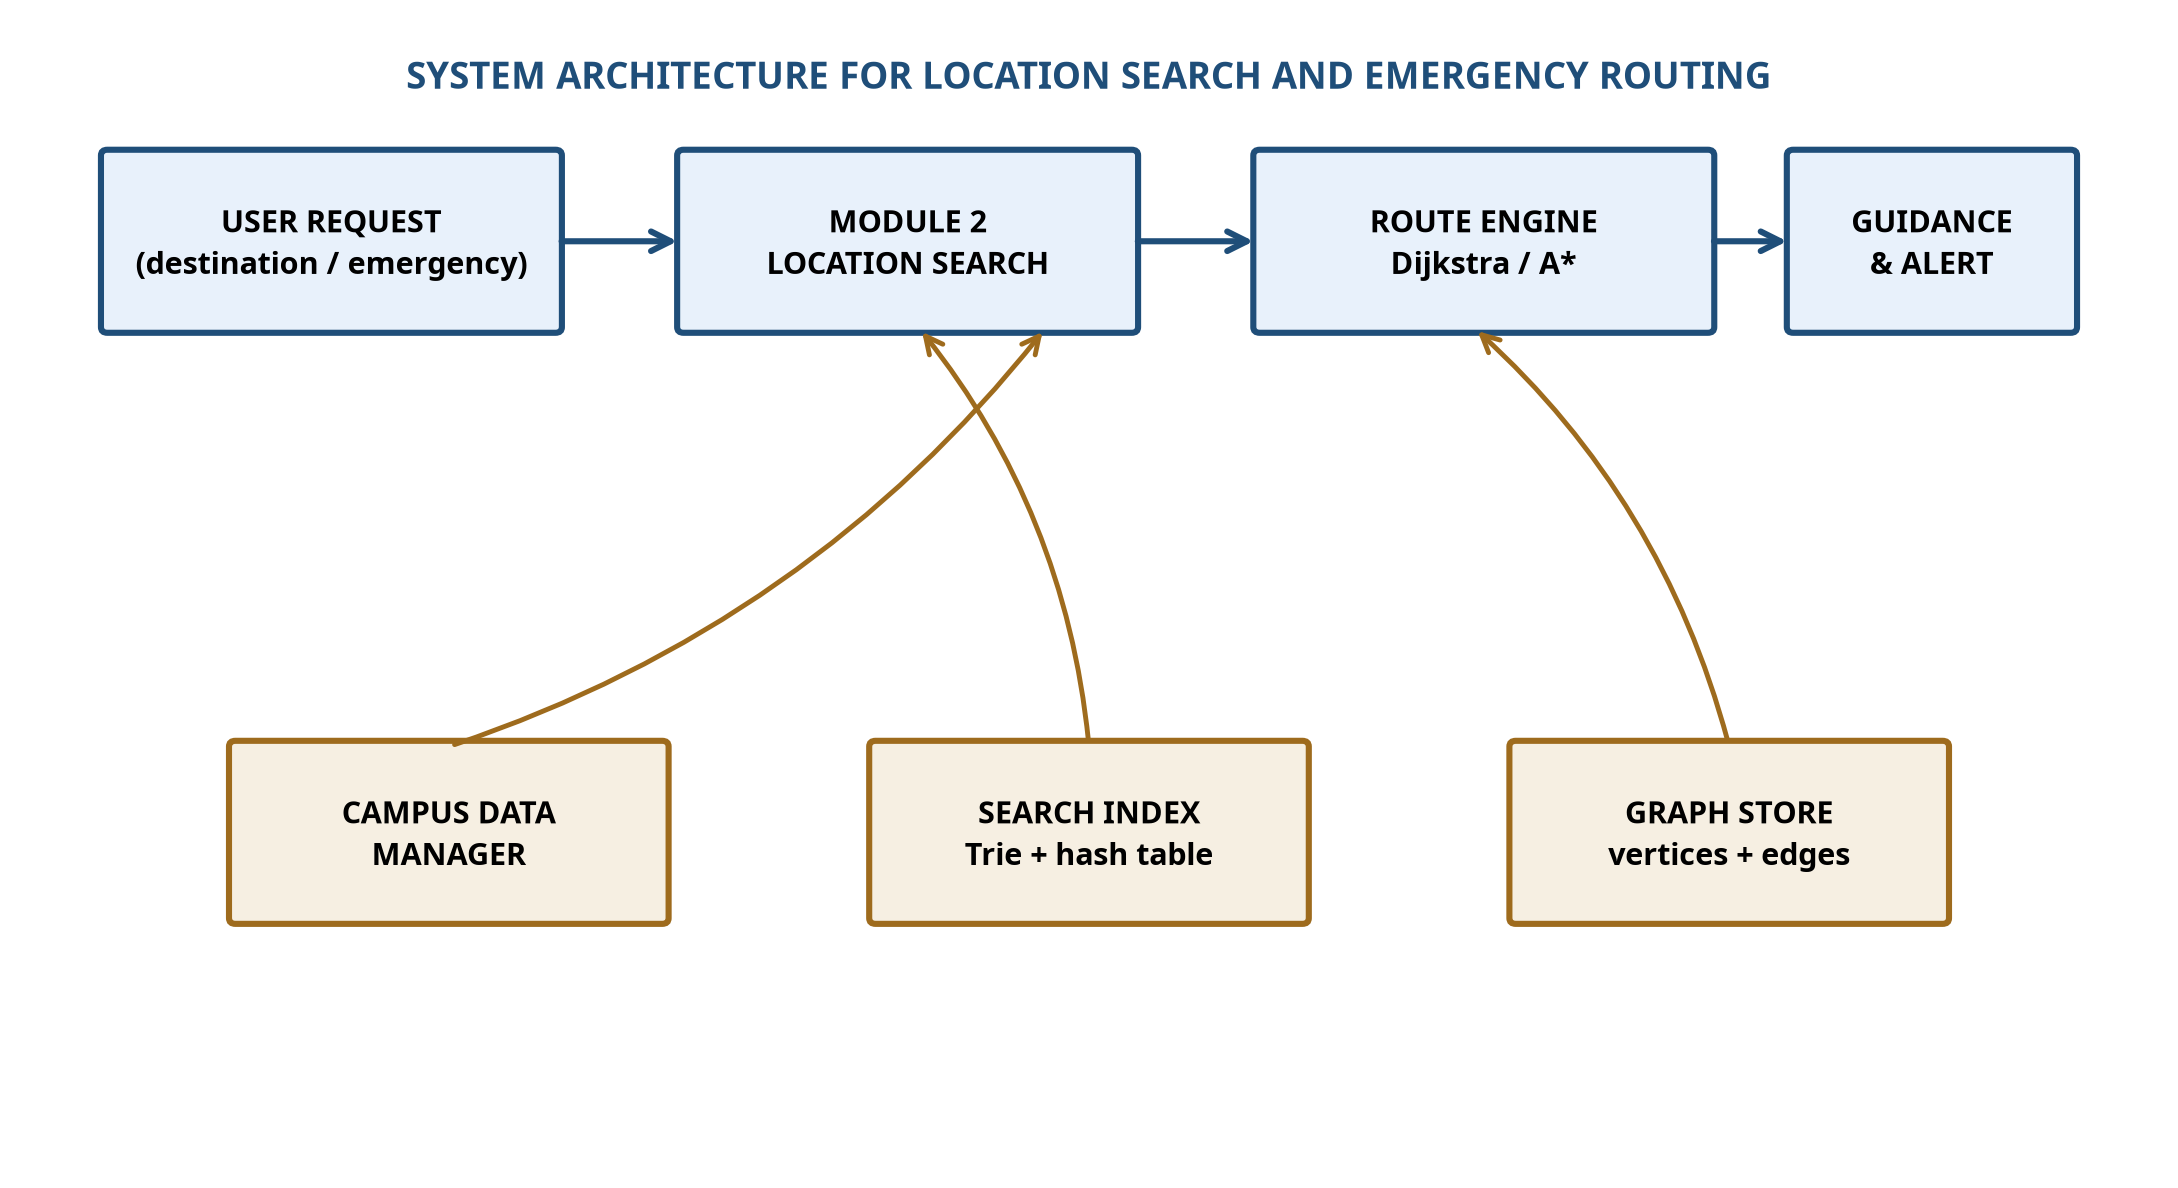 SYSTEM ARCHITECTURE FOR LOCATION SEARCH AND EMERGENCY ROUTING
USER REQUEST
(destination / emergency)
MODULE 2
LOCATION SEARCH
ROUTE ENGINE
Dijkstra / A*
GUIDANCE
& ALERT
CAMPUS DATA
MANAGER
SEARCH INDEX
Trie + hash table
GRAPH STORE
vertices + edges